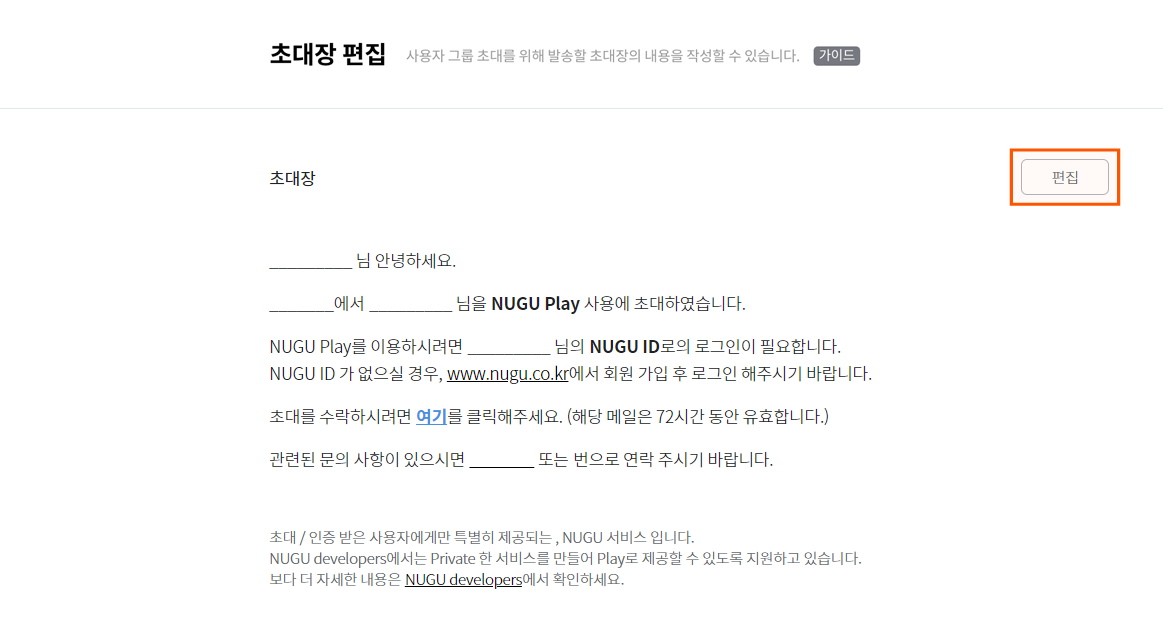 초대장 편집 사용자 그룹 초대를 위해 발송할 초대장의 내용을 작성할 수 있습니다. 가이드
초대장 편집
__________ 님 안녕하세요.
________에서 __________ 님을 NUGU Play 사용에 초대하였습니다.
NUGU Play를 이용하시려면 __________ 님의 NUGU ID로의 로그인이 필요합니다.
NUGU ID 가 없으실 경우, www.nugu.co.kr에서 회원 가입 후 로그인 해주시기 바랍니다.
초대를 수락하시려면 여기를 클릭해주세요. (해당 메일은 72시간 동안 유효합니다.)
관련된 문의 사항이 있으시면 ________ 또는 번으로 연락 주시기 바랍니다.
초대 / 인증 받은 사용자에게만 특별히 제공되는 , NUGU 서비스 입니다.
NUGU developers에서는 Private 한 서비스를 만들어 Play로 제공할 수 있도록 지원하고 있습니다.
보다 더 자세한 내용은 NUGU developers에서 확인하세요.